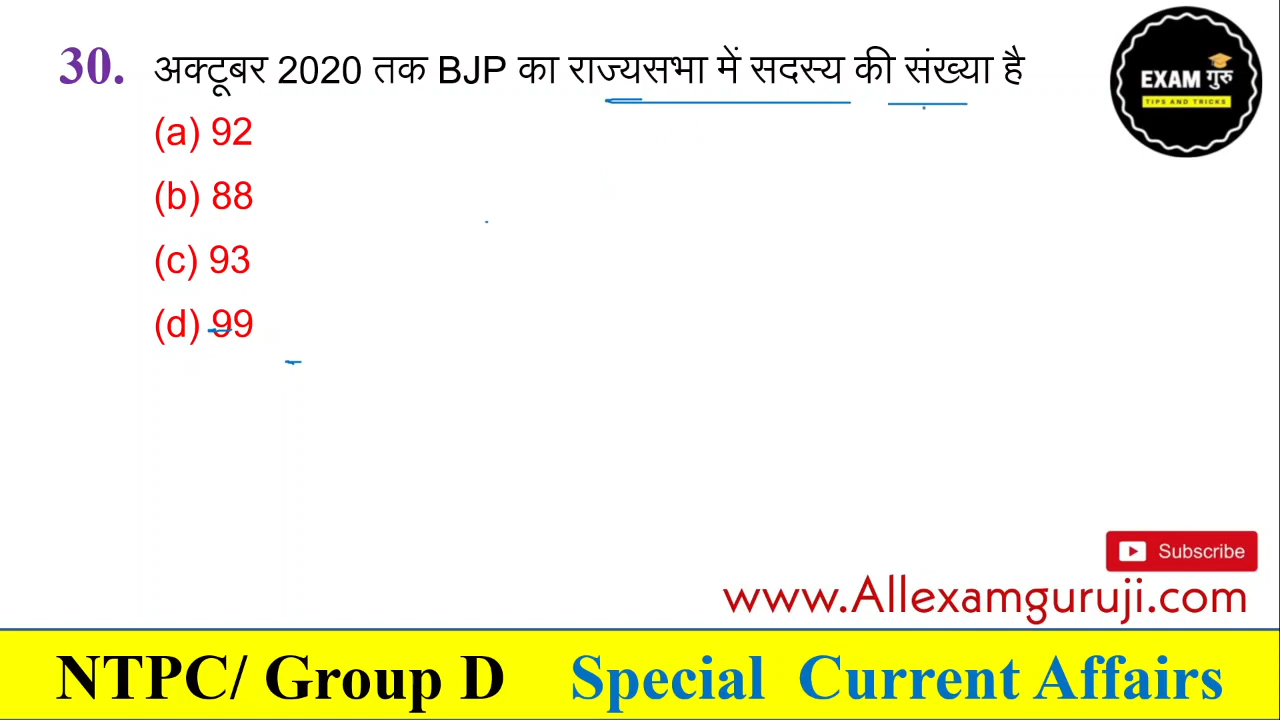 30. अक्टूबर 2020 तक BJP का राज्यसभा में सदस्य की संख्या है
(a) 92
(b) 88
(c) 93
(d) 99
EXAM गुरु
TIPS AND TRICKS
Subscribe
www.Allexamguruji.com
NTPC/ Group D Special Current Affairs